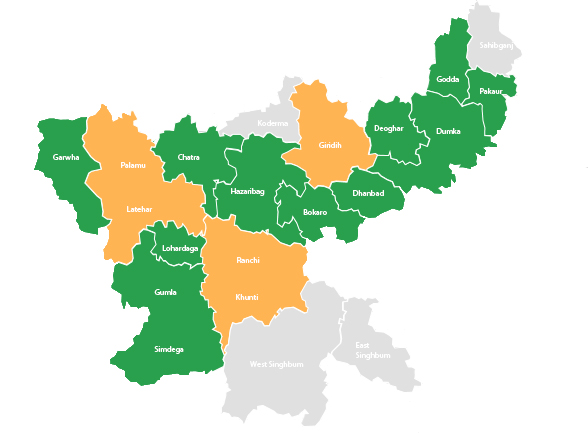 Sahibganj
Godda
Pakaur
Koderma
Deoghar
Dumka
Giridih
Garwha
Palamu
Chatra
Hazaribag
Dhanbad
Latehar
Bokaro
Lohardaga
Ranchi
Gumla
Khunti
Simdega
West Singhbum
East
Singhbum